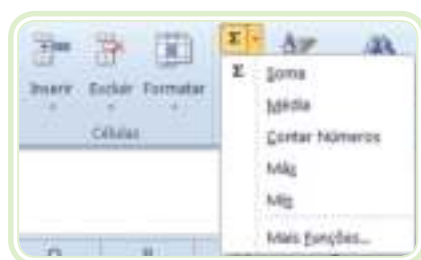 Σ
Inserir Excluir Formatar
Células
Σ Soma
Média
Contar Números
Máx
Mín
Mais Funções...